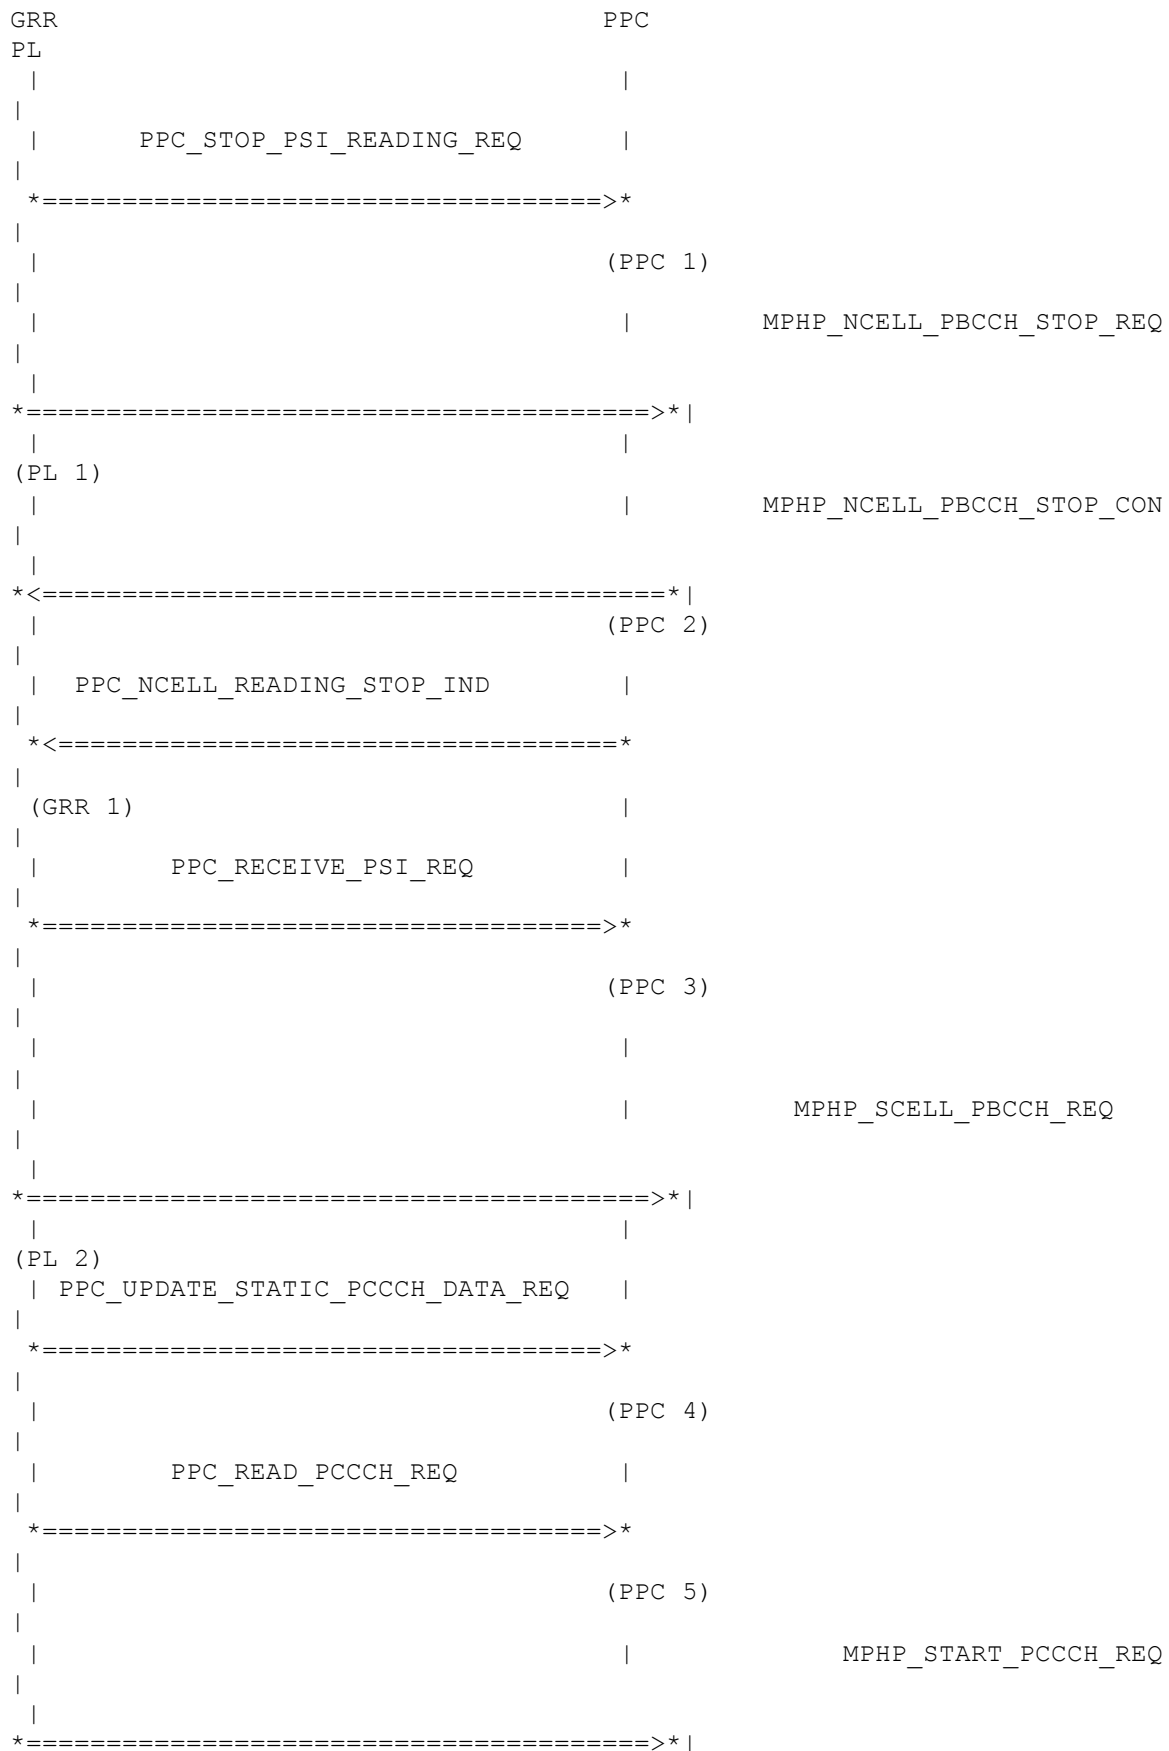 GRR                                  PPC
PL
 |                                    |
|
 |      PPC_STOP_PSI_READING_REQ      |
|
 *===================================>*
|
 |                                   (PPC 1)
|
 |                                    |        MPHP_NCELL_PBCCH_STOP_REQ
|
 |
*=======================================>*|
 |                                    |
(PL 1)
 |                                    |        MPHP_NCELL_PBCCH_STOP_CON
|
 |
*<=======================================*|
 |                                   (PPC 2)
|
 |  PPC_NCELL_READING_STOP_IND        |
|
 *<===================================*
|
 (GRR 1)                              |
|
 |        PPC_RECEIVE_PSI_REQ         |
|
 *===================================>*
|
 |                                   (PPC 3)
|
 |                                    |
|
 |                                    |          MPHP_SCELL_PBCCH_REQ
|
 |
*=======================================>*|
 |                                    |
(PL 2)
 | PPC_UPDATE_STATIC_PCCCH_DATA_REQ   |
|
 *===================================>*
|
 |                                   (PPC 4)
|
 |        PPC_READ_PCCCH_REQ          |
|
 *===================================>*
|
 |                                   (PPC 5)
|
 |                                    |             MPHP_START_PCCCH_REQ
|
 |
*=======================================>*|